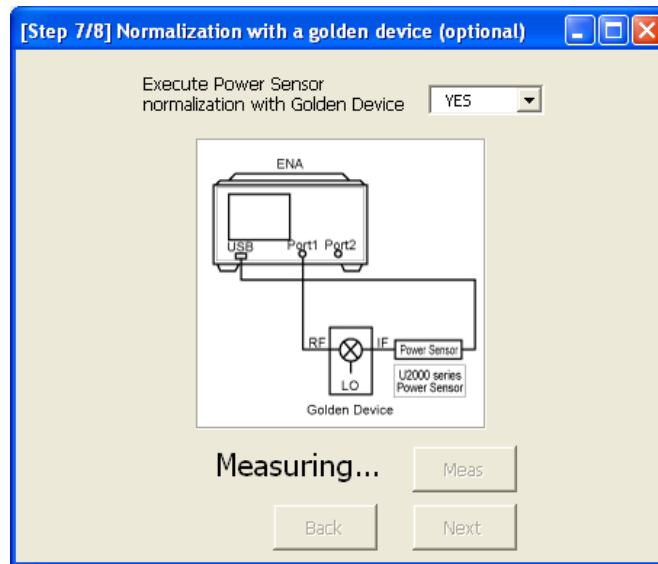 [Step 7/8] Normalization with a golden device (optional)
Execute Power Sensor
normalization with Golden Device
YES
ENA
USB
Port1 Port2
RF
IF
Power Sensor
LO
U2000 series
Power Sensor
Golden Device
Measuring...
Meas
Back
Next